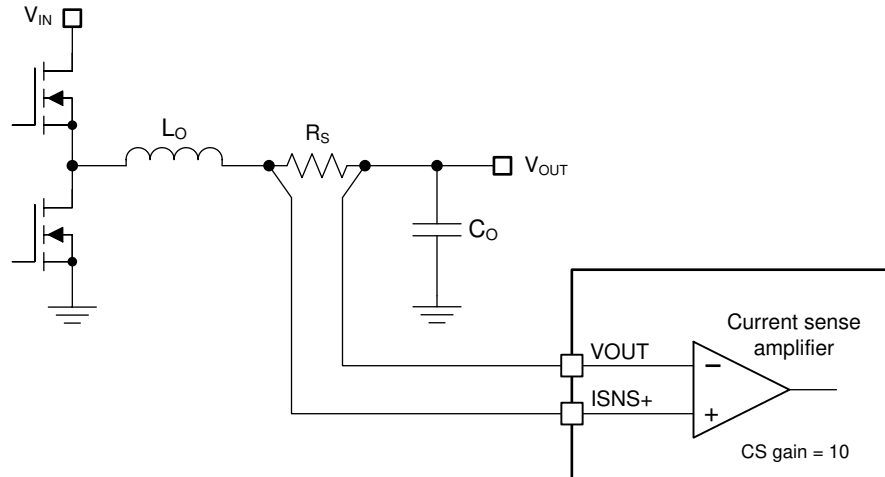 VIN
LO
RS
VOUT
CO
Current sense
amplifier
VOUT
ISNS+
CS gain = 10